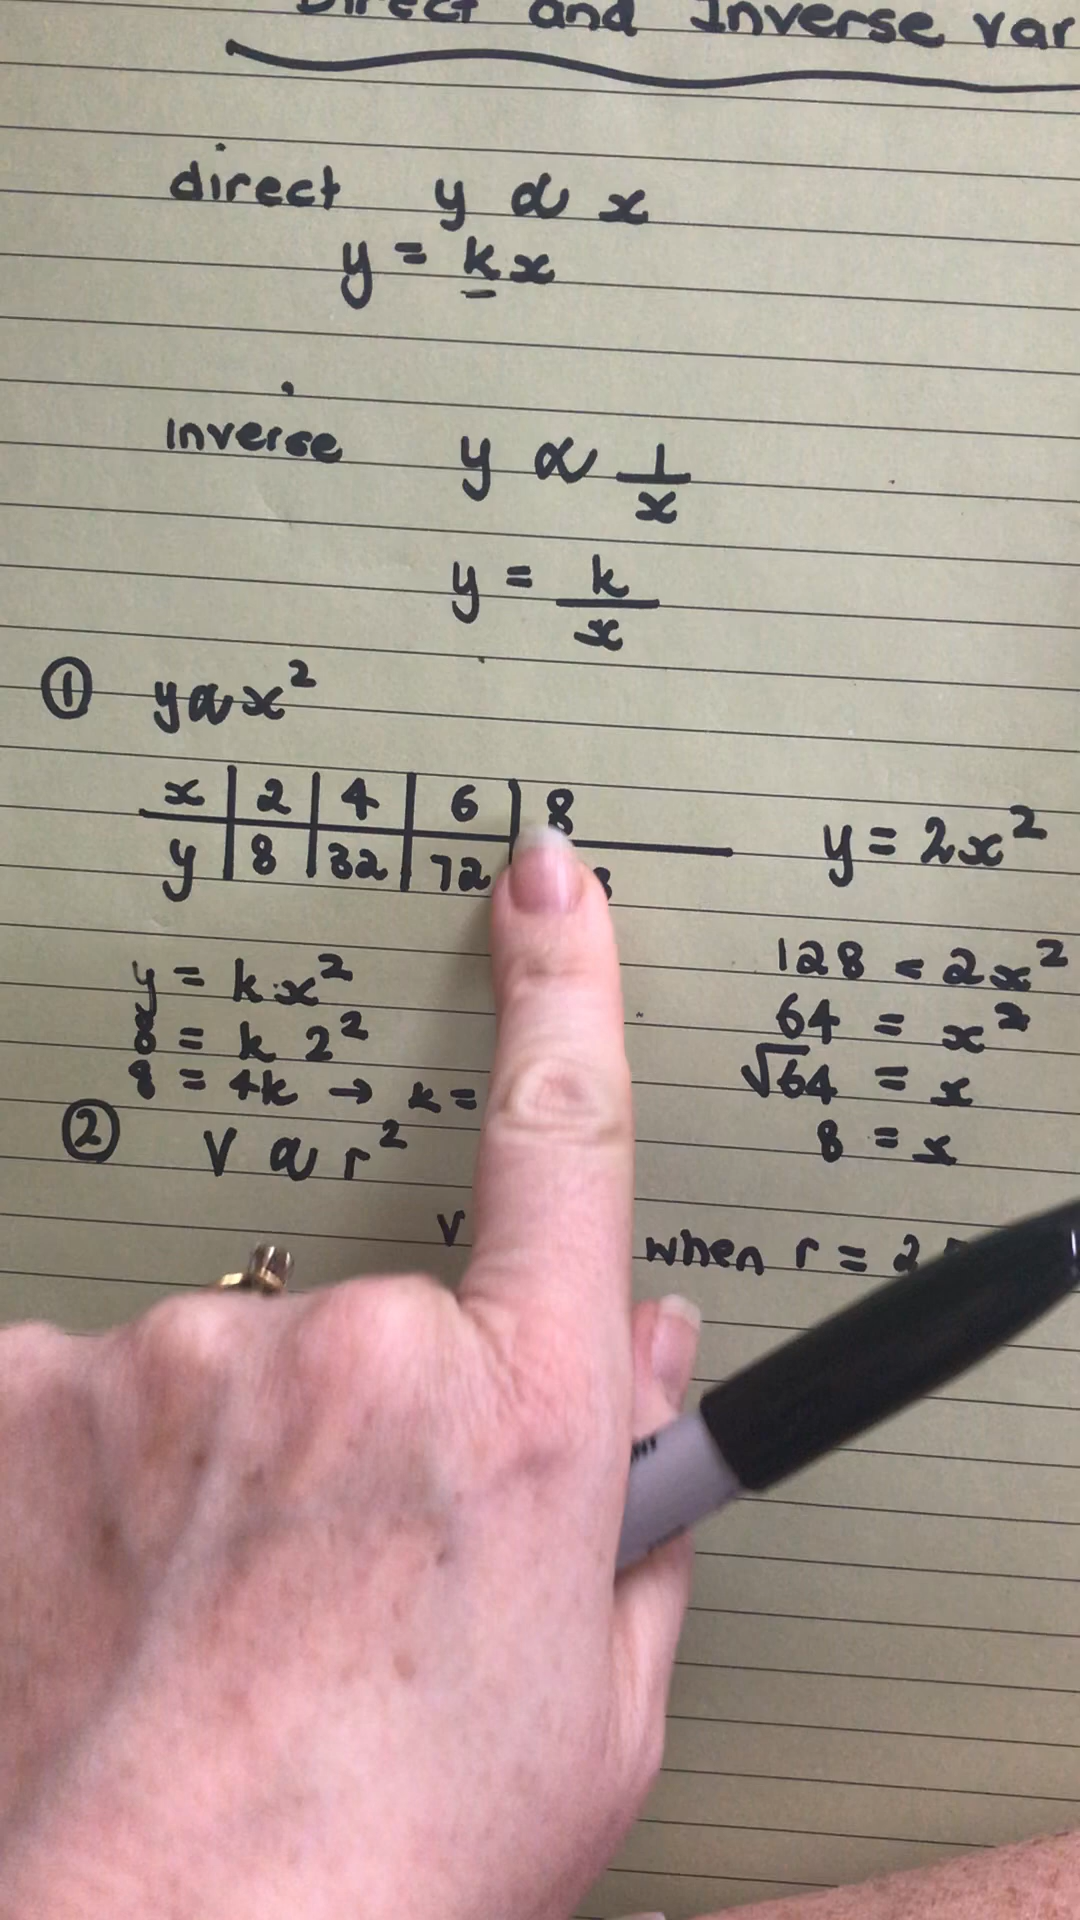 Direct and Inverse var
direct y ∝ x
y = kx
inverse y ∝ 1/x
y = k/x
① y ∝ x²
x | 2 | 4 | 6 | 8
y | 8 | 32 | 72
y = 2x²
y = kx²
8 = k 2²
8 = 4k → k =
128 = 2x²
64 = x²
√64 = x
8 = x
② V ∝ r²
V when r = 2